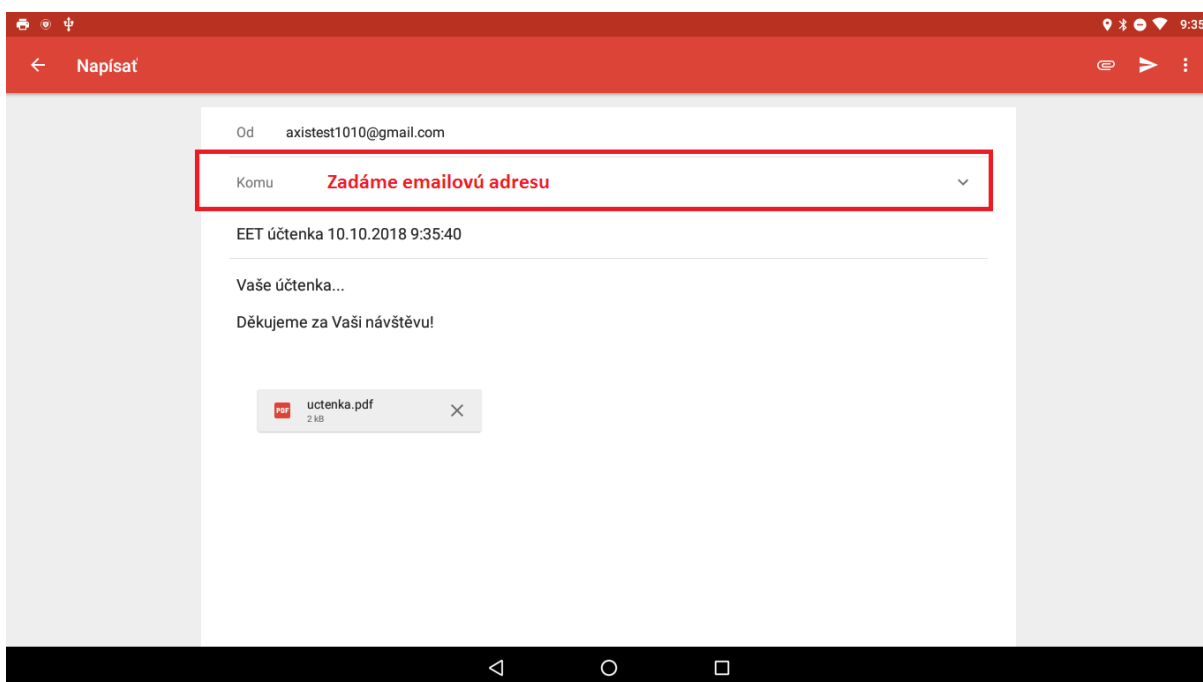 9:35
Napísať
Od axistest1010@gmail.com
Komu Zadáme emailovú adresu
EET účtenka 10.10.2018 9:35:40
Vaše účtenka...
Děkujeme za Vaši návštěvu!
PDF uctenka.pdf
2 kB